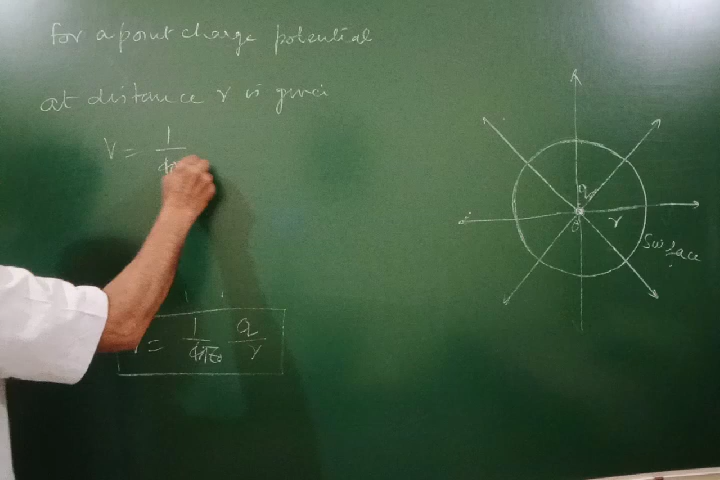 for a point charge potential
at distance r is given
V = 1/4π
= 1/4πε₀ Q/r
Q
O
r
Surface